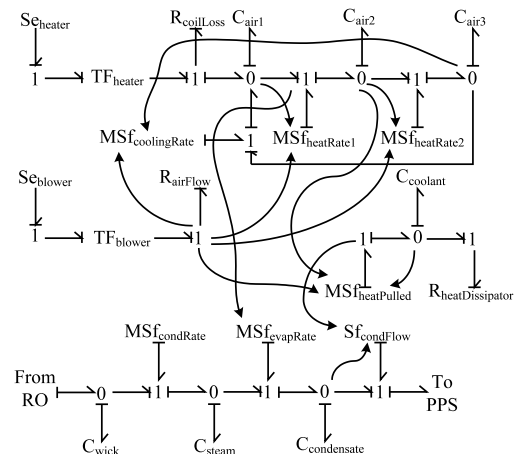 Se_heater R_coilLoss C_air1 C_air2 C_air3
1 TF_heater 1 0 1 0 1 0
MSf_coolingRate 1 MSf_heatRate1 MSf_heatRate2
Se_blower R_airFlow C_coolant
1 TF_blower 1 1 0 1
MSf_heatPulled R_heatDissipator
MSf_condRate MSf_evapRate Sf_condFlow
From RO 0 1 0 1 0 1 To PPS
C_wick C_steam C_condensate